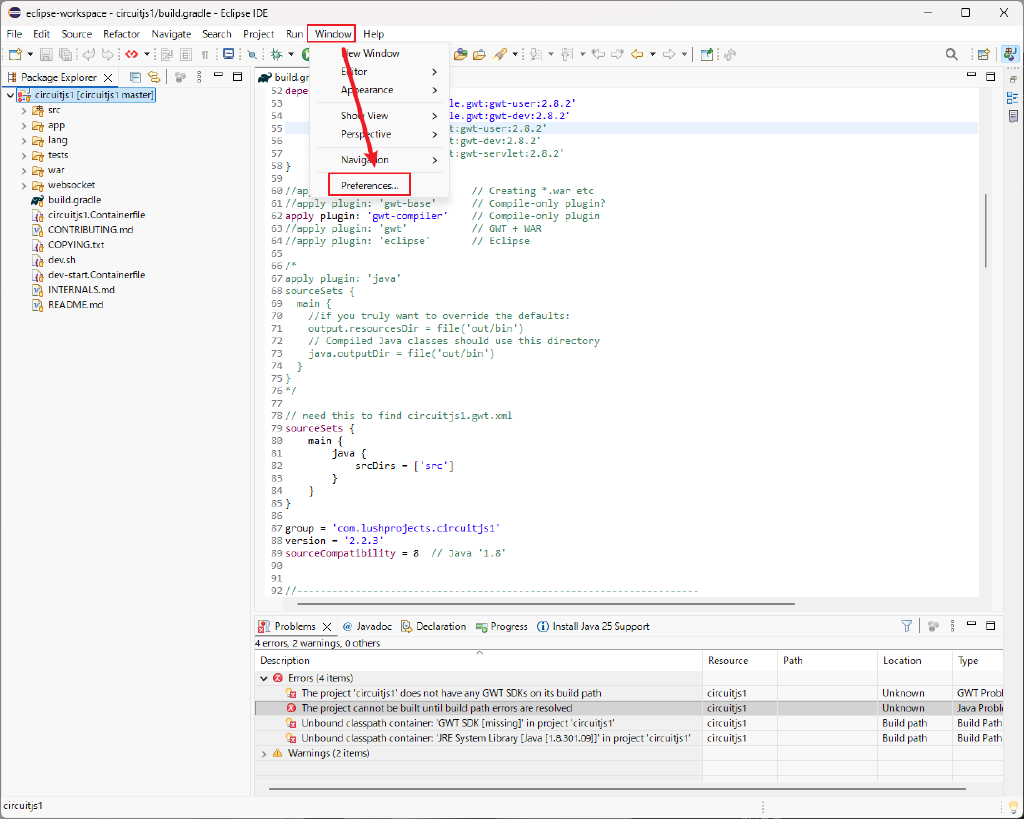 eclipse-workspace - circuitjs1/build.gradle - Eclipse IDE
File Edit Source Refactor Navigate Search Project Run Window Help
Package Explorer
circuitjs1 [circuitjs1 master]
src
app
lang
tests
war
websocket
build.gradle
circuitjs1.Containerfile
CONTRIBUTING.md
COPYING.txt
dev.sh
dev-start.Containerfile
INTERNALS.md
README.md
New Window
Editor
Appearance
Show View
Perspective
Navigation
Preferences...
build.gr
52 depe
53 le.gwt:gwt-user:2.8.2'
54 le.gwt:gwt-dev:2.8.2'
55 t:gwt-user:2.8.2'
56 t:gwt-dev:2.8.2'
57 t:gwt-servlet:2.8.2'
58 }
59
60 //app // Creating *.war etc
61 //apply plugin: 'gwt-base' // Compile-only plugin?
62 apply plugin: 'gwt-compiler' // Compile-only plugin
63 //apply plugin: 'gwt' // GWT + WAR
64 //apply plugin: 'eclipse' // Eclipse
65
66 /*
67 apply plugin: 'java'
68 sourceSets {
69 main {
70 //if you truly want to override the defaults:
71 output.resourcesDir = file('out/bin')
72 // Compiled Java classes should use this directory
73 java.outputDir = file('out/bin')
74 }
75 }
76 */
77
78 // need this to find circuitjs1.gwt.xml
79 sourceSets {
80 main {
81 java {
82 srcDirs = ['src']
83 }
84 }
85 }
86
87 group = 'com.lushprojects.circuitjs1'
88 version = '2.2.3'
89 sourceCompatibility = 8 // Java '1.8'
90
91
92 //----------------------------------------------------------------------
Problems Javadoc Declaration Progress Install Java 25 Support
4 errors, 2 warnings, 0 others
Description Resource Path Location Type
Errors (4 items)
The project 'circuitjs1' does not have any GWT SDKs on its build path circuitjs1 Unknown GWT Probl
The project cannot be built until build path errors are resolved circuitjs1 Unknown Java Proble
Unbound classpath container: 'GWT SDK [missing]' in project 'circuitjs1' circuitjs1 Build path Build Path
Unbound classpath container: 'JRE System Library [Java [1.8.301.09]]' in project 'circuitjs1' circuitjs1 Build path Build Path
Warnings (2 items)
circuitjs1